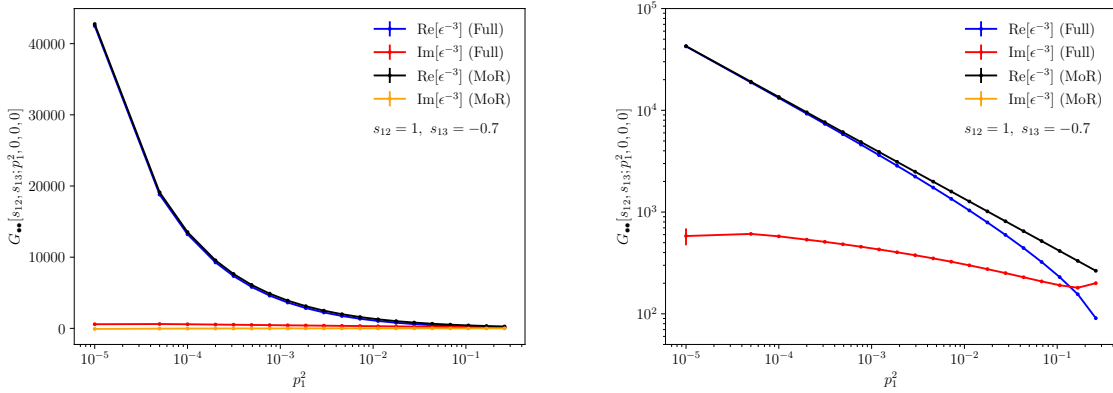 40000
30000
20000
10000
0
G●●[s₁₂, s₁₃; p₁², 0, 0, 0]
Re[ϵ⁻³] (Full)
Im[ϵ⁻³] (Full)
Re[ϵ⁻³] (MoR)
Im[ϵ⁻³] (MoR)
s₁₂ = 1, s₁₃ = −0.7
10⁻⁵ 10⁻⁴ 10⁻³ 10⁻² 10⁻¹
p₁²
10⁵
10⁴
10³
10²
G●●[s₁₂, s₁₃; p₁², 0, 0, 0]
Re[ϵ⁻³] (Full)
Im[ϵ⁻³] (Full)
Re[ϵ⁻³] (MoR)
Im[ϵ⁻³] (MoR)
s₁₂ = 1, s₁₃ = −0.7
10⁻⁵ 10⁻⁴ 10⁻³ 10⁻² 10⁻¹
p₁²